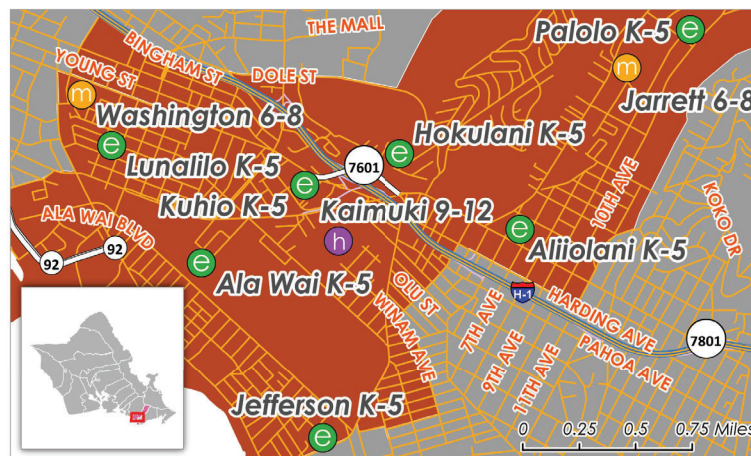 THE MALL
Palolo K-5
e
BINGHAM ST
YOUNG ST
DOLE ST
m
m
Jarrett 6-8
Washington 6-8
e
Hokulani K-5
e
Lunalilo K-5
7601
10TH AVE
KOKO DR
Kuhio K-5
e
Kaimuki 9-12
ALA WAI BLVD
h
e
Aliiolani K-5
92
92
e
Ala Wai K-5
OLU ST
WINAM AVE
H-1
HARDING AVE
7TH AVE
9TH AVE
11TH AVE
PAHOA AVE
7801
Jefferson K-5
e
0 0.25 0.5 0.75 Miles